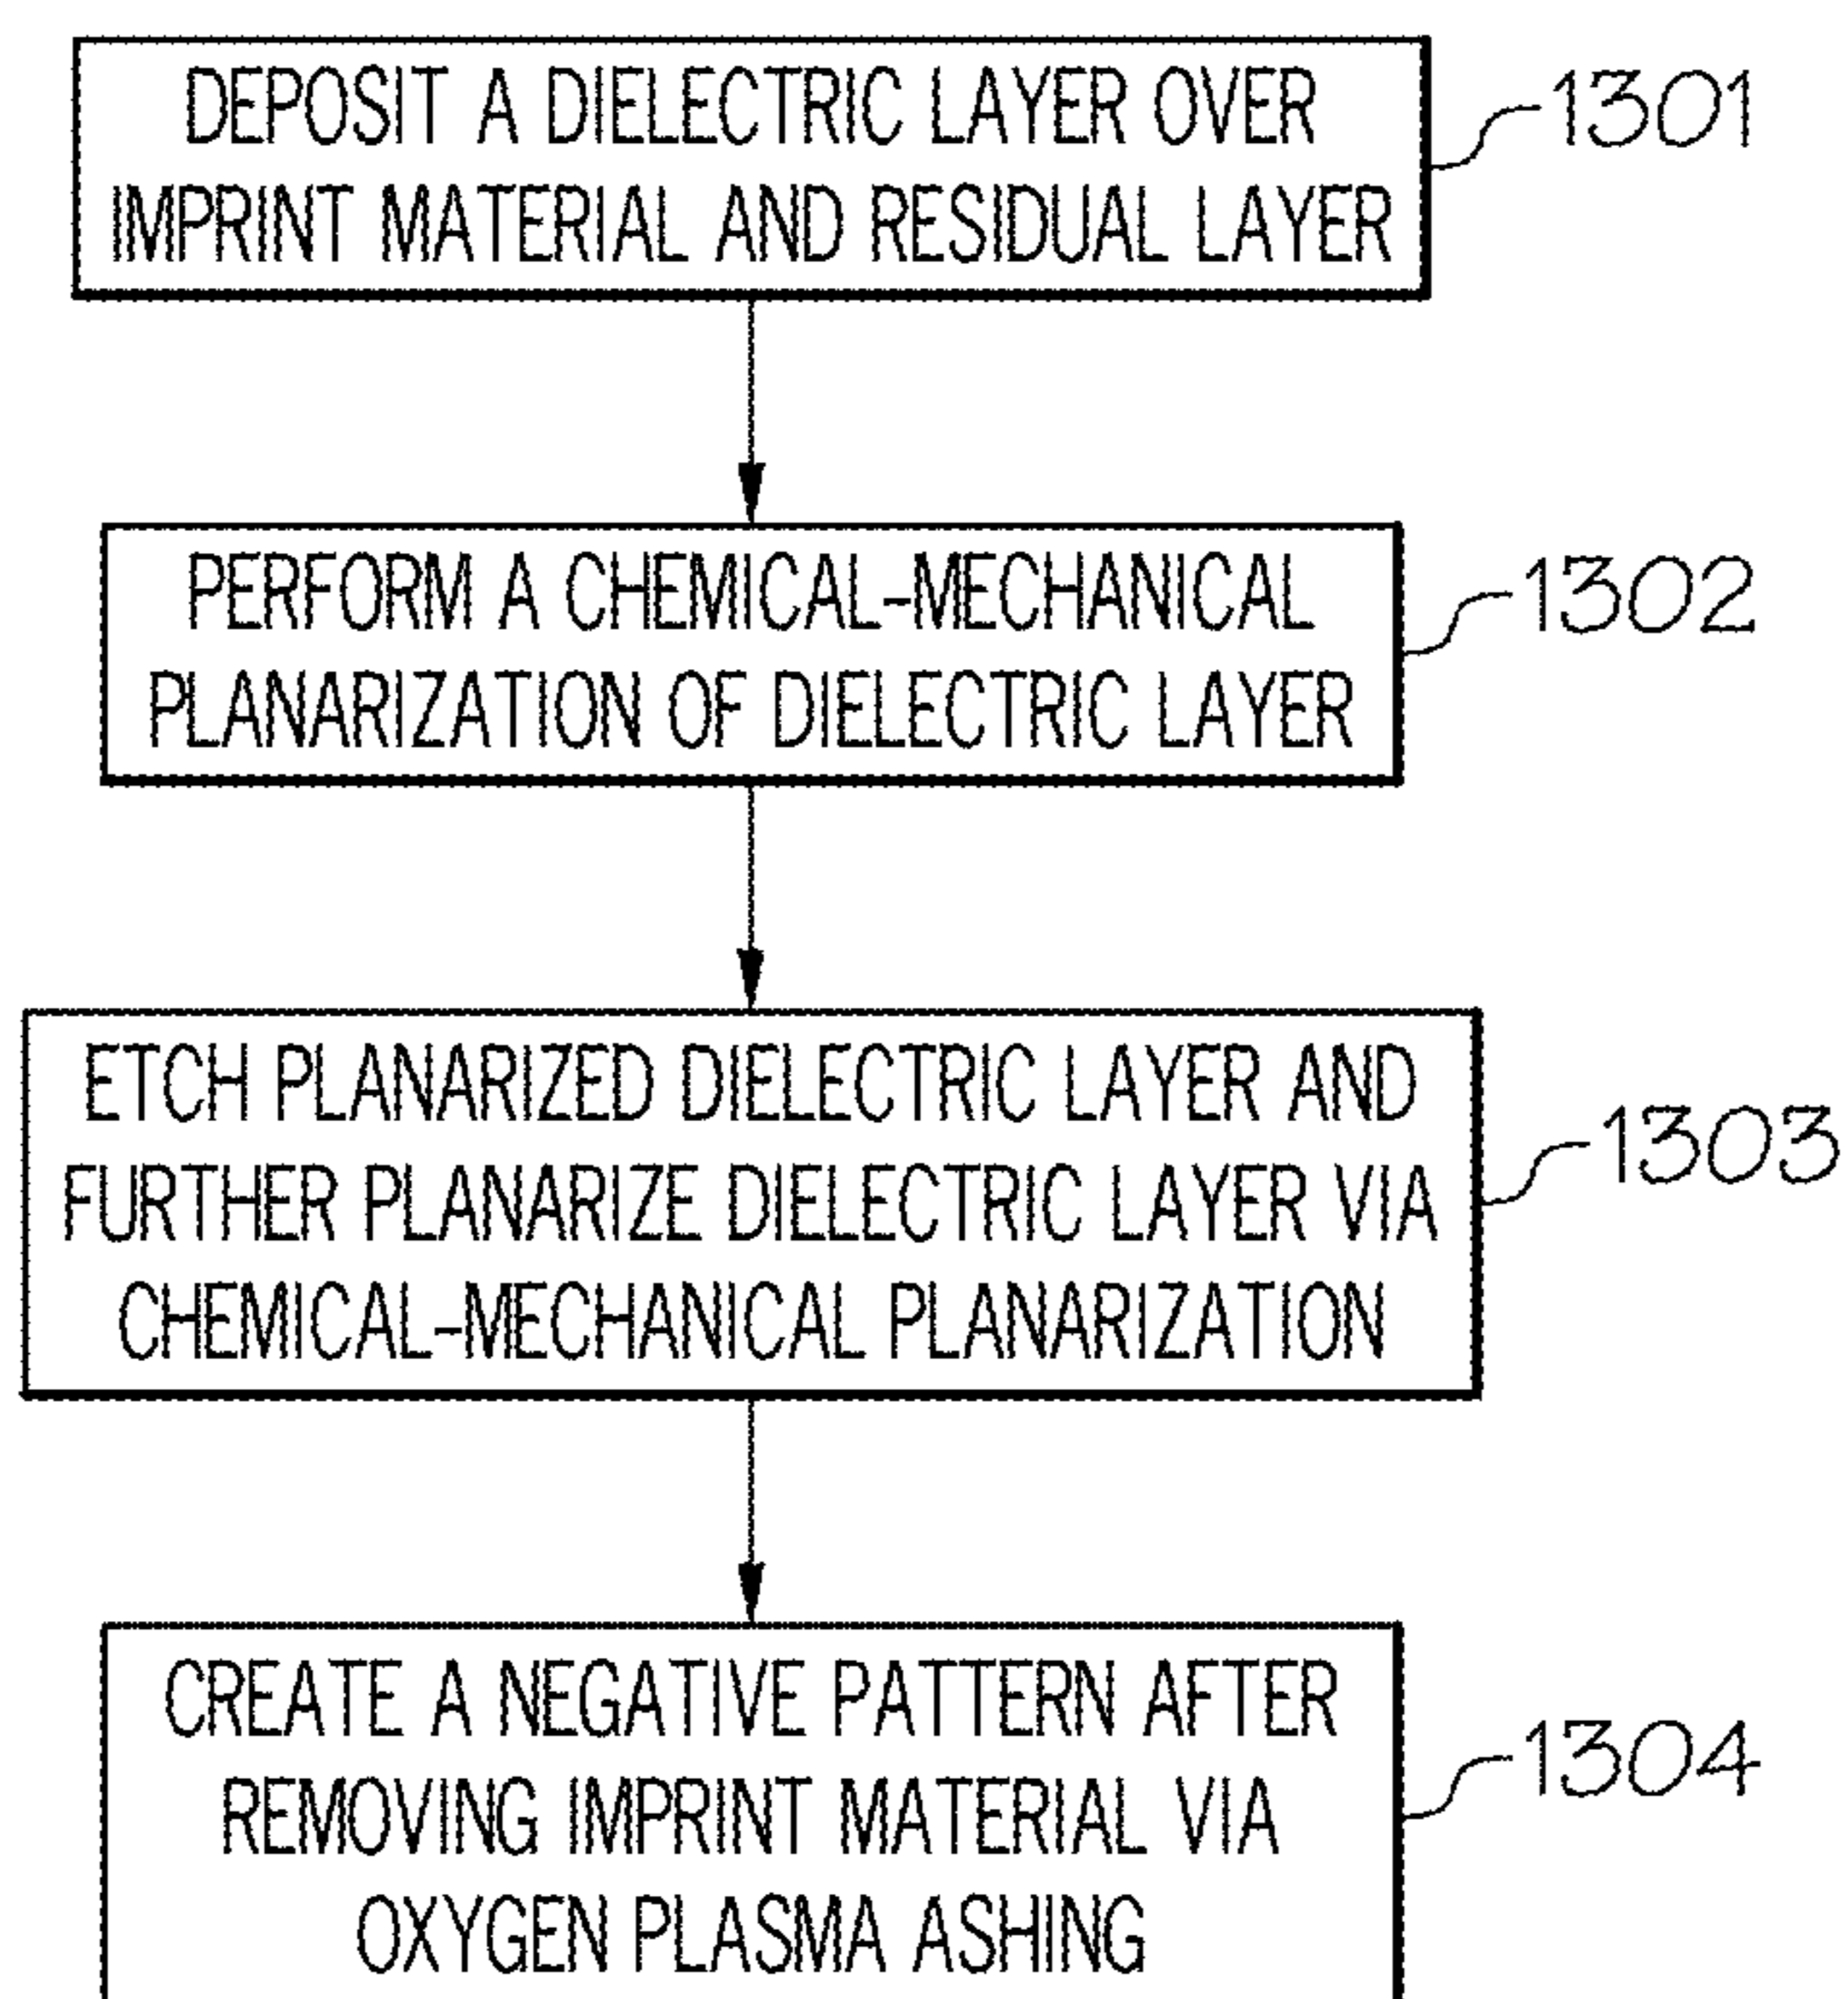 DEPOSIT A DIELECTRIC LAYER OVER
IMPRINT MATERIAL AND RESIDUAL LAYER
1301
PERFORM A CHEMICAL-MECHANICAL
PLANARIZATION OF DIELECTRIC LAYER
1302
ETCH PLANARIZED DIELECTRIC LAYER AND
FURTHER PLANARIZE DIELECTRIC LAYER VIA
CHEMICAL-MECHANICAL PLANARIZATION
1303
CREATE A NEGATIVE PATTERN AFTER
REMOVING IMPRINT MATERIAL VIA
OXYGEN PLASMA ASHING
1304